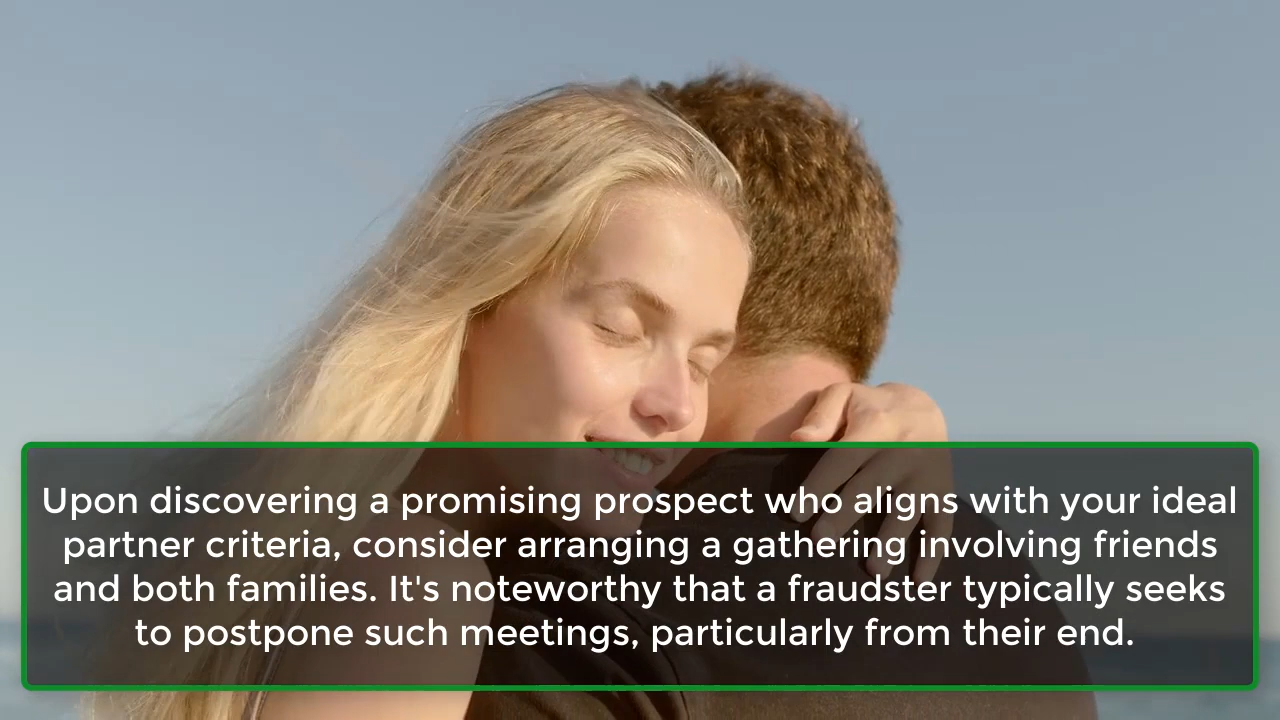 Upon discovering a promising prospect who aligns with your ideal
partner criteria, consider arranging a gathering involving friends
and both families. It's noteworthy that a fraudster typically seeks
to postpone such meetings, particularly from their end.